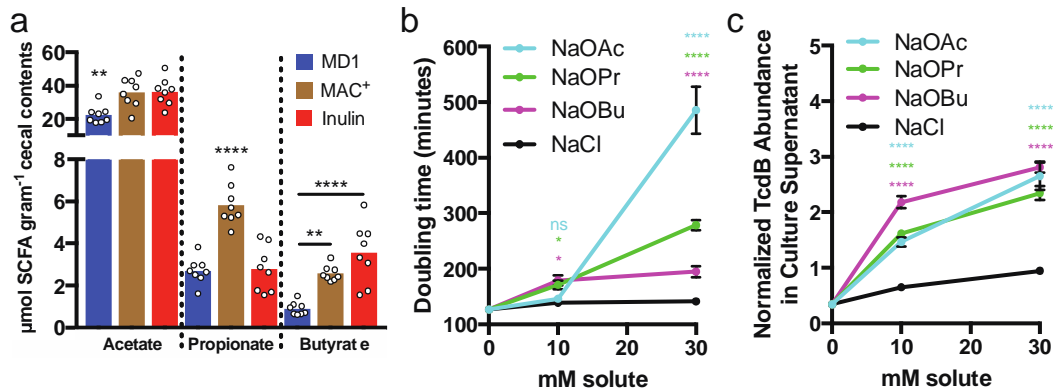 a
µmol SCFA gram-1 cecal contents
60
40
20
8
6
4
2
0
**
****
****
**
MD1
MAC+
Inulin
Acetate
Propionate
Butyrate
b
Doubling time (minutes)
600
500
400
300
200
100
NaOAc
NaOPr
NaOBu
NaCl
****
****
****
ns
*
*
0
10
20
30
mM solute
c
Normalized TcdB Abundance
in Culture Supernatant
5
4
3
2
1
0
NaOAc
NaOPr
NaOBu
NaCl
****
****
****
****
****
****
0
10
20
30
mM solute